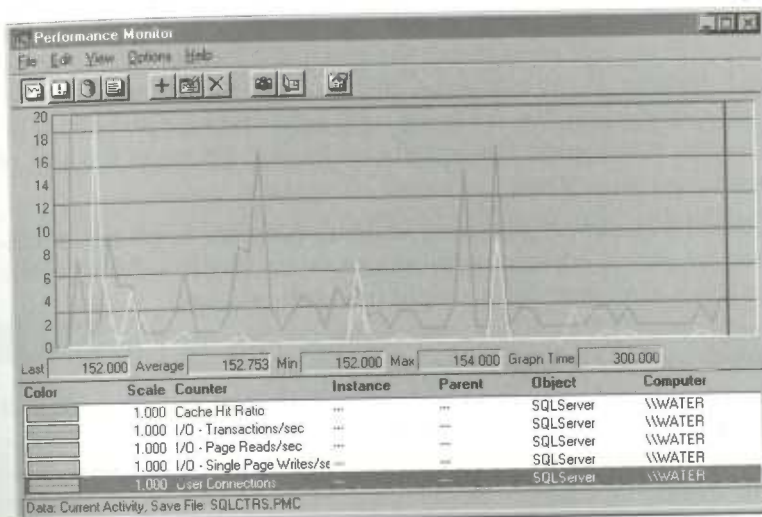 Performance Monitor
File Edit View Options Help
20
18
16
14
12
10
8
6
4
2
0
Last 152.000 Average 152.753 Min 152.000 Max 154.000 Graph Time 300.000
Color Scale Counter Instance Parent Object Computer
1.000 Cache Hit Ratio --- --- SQLServer \\WATER
1.000 I/O - Transactions/sec --- --- SQLServer \\WATER
1.000 I/O - Page Reads/sec --- --- SQLServer \\WATER
1.000 I/O - Single Page Writes/se --- --- SQLServer \\WATER
1.000 User Connections --- --- SQLServer \\WATER
Data: Current Activity, Save File: SQLCTRS.PMC